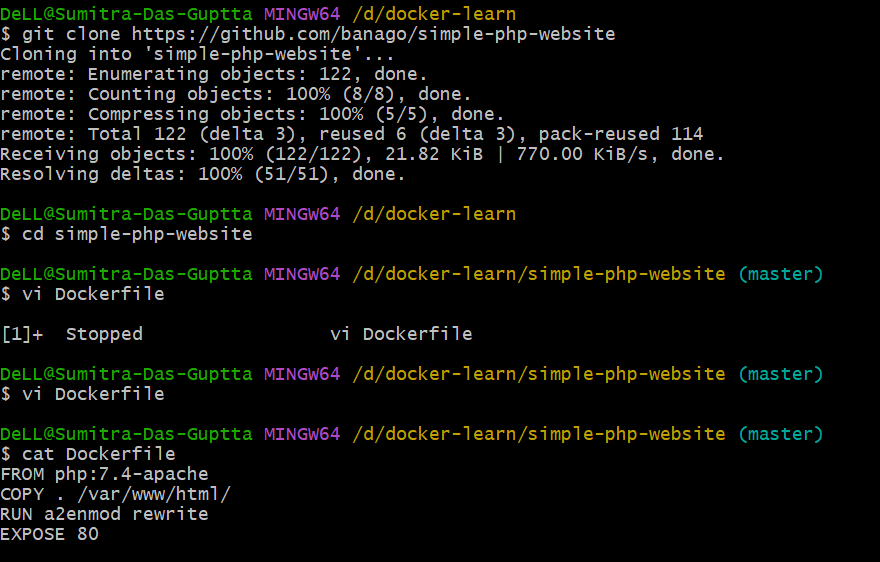 DeLL@Sumitra-Das-Guptta MINGW64 /d/docker-learn
$ git clone https://github.com/banago/simple-php-website
Cloning into 'simple-php-website'...
remote: Enumerating objects: 122, done.
remote: Counting objects: 100% (8/8), done.
remote: Compressing objects: 100% (5/5), done.
remote: Total 122 (delta 3), reused 6 (delta 3), pack-reused 114
Receiving objects: 100% (122/122), 21.82 KiB | 770.00 KiB/s, done.
Resolving deltas: 100% (51/51), done.
DeLL@Sumitra-Das-Guptta MINGW64 /d/docker-learn
$ cd simple-php-website
DeLL@Sumitra-Das-Guptta MINGW64 /d/docker-learn/simple-php-website (master)
$ vi Dockerfile
[1]+  Stopped                 vi Dockerfile
DeLL@Sumitra-Das-Guptta MINGW64 /d/docker-learn/simple-php-website (master)
$ vi Dockerfile
DeLL@Sumitra-Das-Guptta MINGW64 /d/docker-learn/simple-php-website (master)
$ cat Dockerfile
FROM php:7.4-apache
COPY . /var/www/html/
RUN a2enmod rewrite
EXPOSE 80